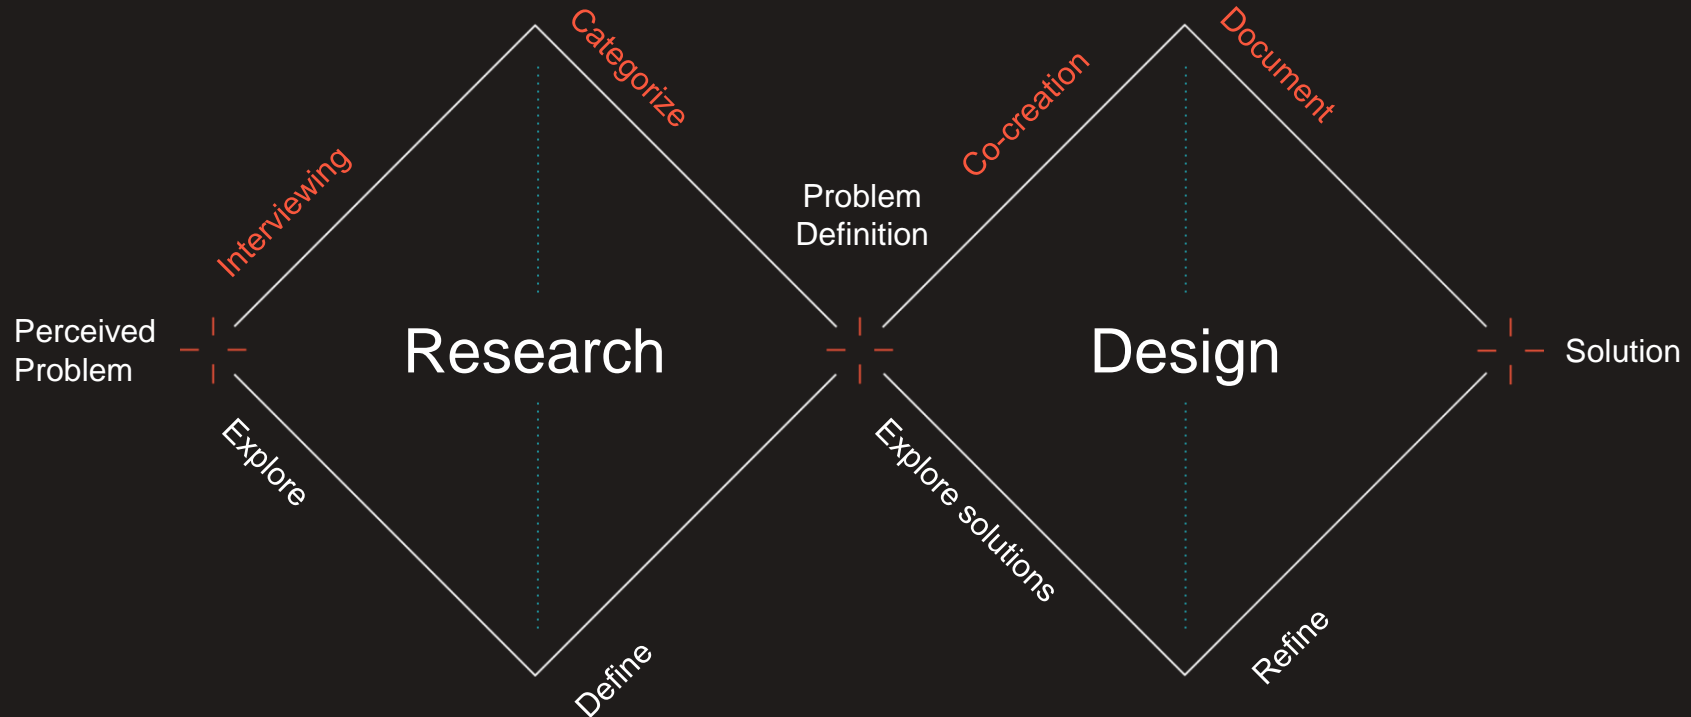 Interviewing
Categorize
Co-creation
Document
Perceived
Problem
Research
Problem
Definition
Design
Solution
Explore
Define
Explore solutions
Refine